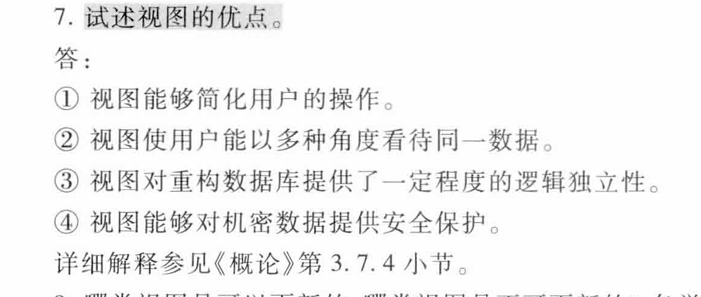 7. 试述视图的优点。
答：
① 视图能够简化用户的操作。
② 视图使用户能以多种角度看待同一数据。
③ 视图对重构数据库提供了一定程度的逻辑独立性。
④ 视图能够对机密数据提供安全保护。
详细解释参见《概论》第 3. 7. 4 小节。